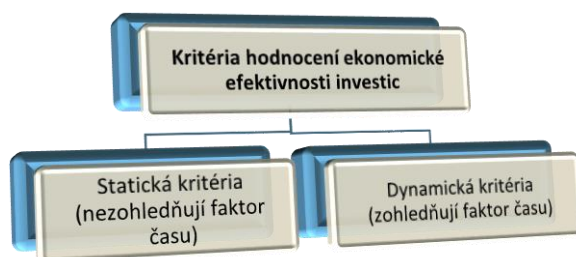 Kritéria hodnocení ekonomické
efektivnosti investic
Statická kritéria
(nezohledňují faktor
času)
Dynamická kritéria
(zohledňují faktor času)